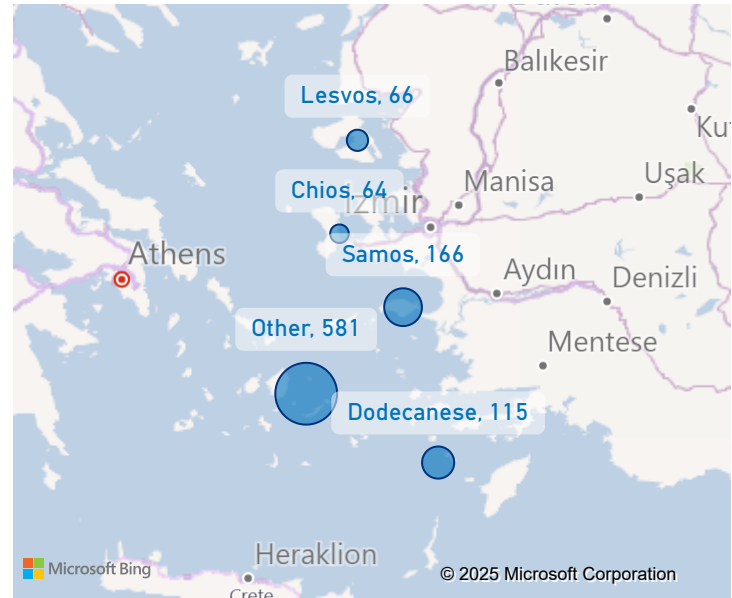 Balıkesir
Lesvos, 66
Kü
Uşak
Manisa
Chios, 64
İzmir
Athens
Samos, 166
Aydın
Denizli
Other, 581
Mentese
Dodecanese, 115
Heraklion
Microsoft Bing
© 2025 Microsoft Corporation
Crete